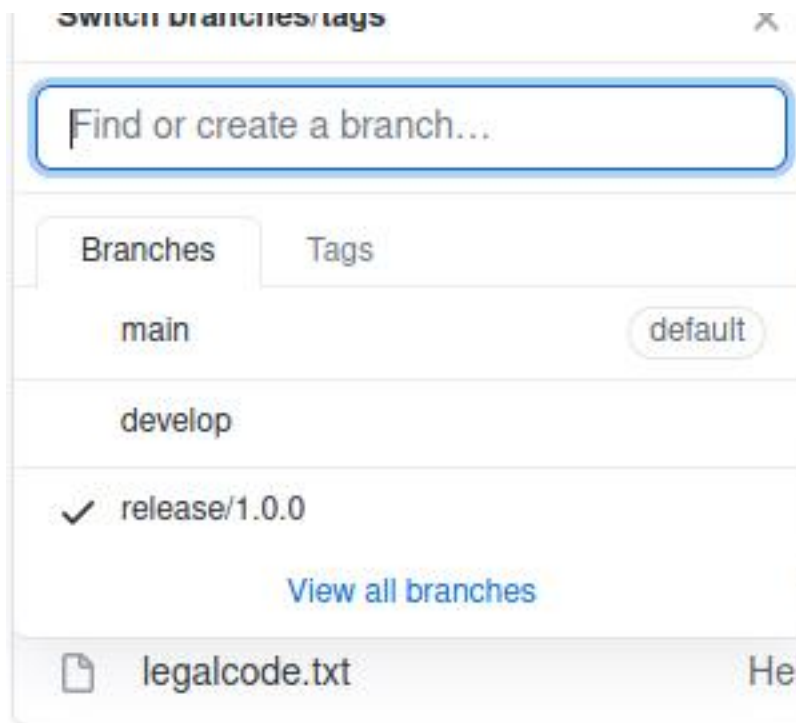 Switch branches/tags
Find or create a branch...
Branches Tags
main default
develop
release/1.0.0
View all branches
legalcode.txt He